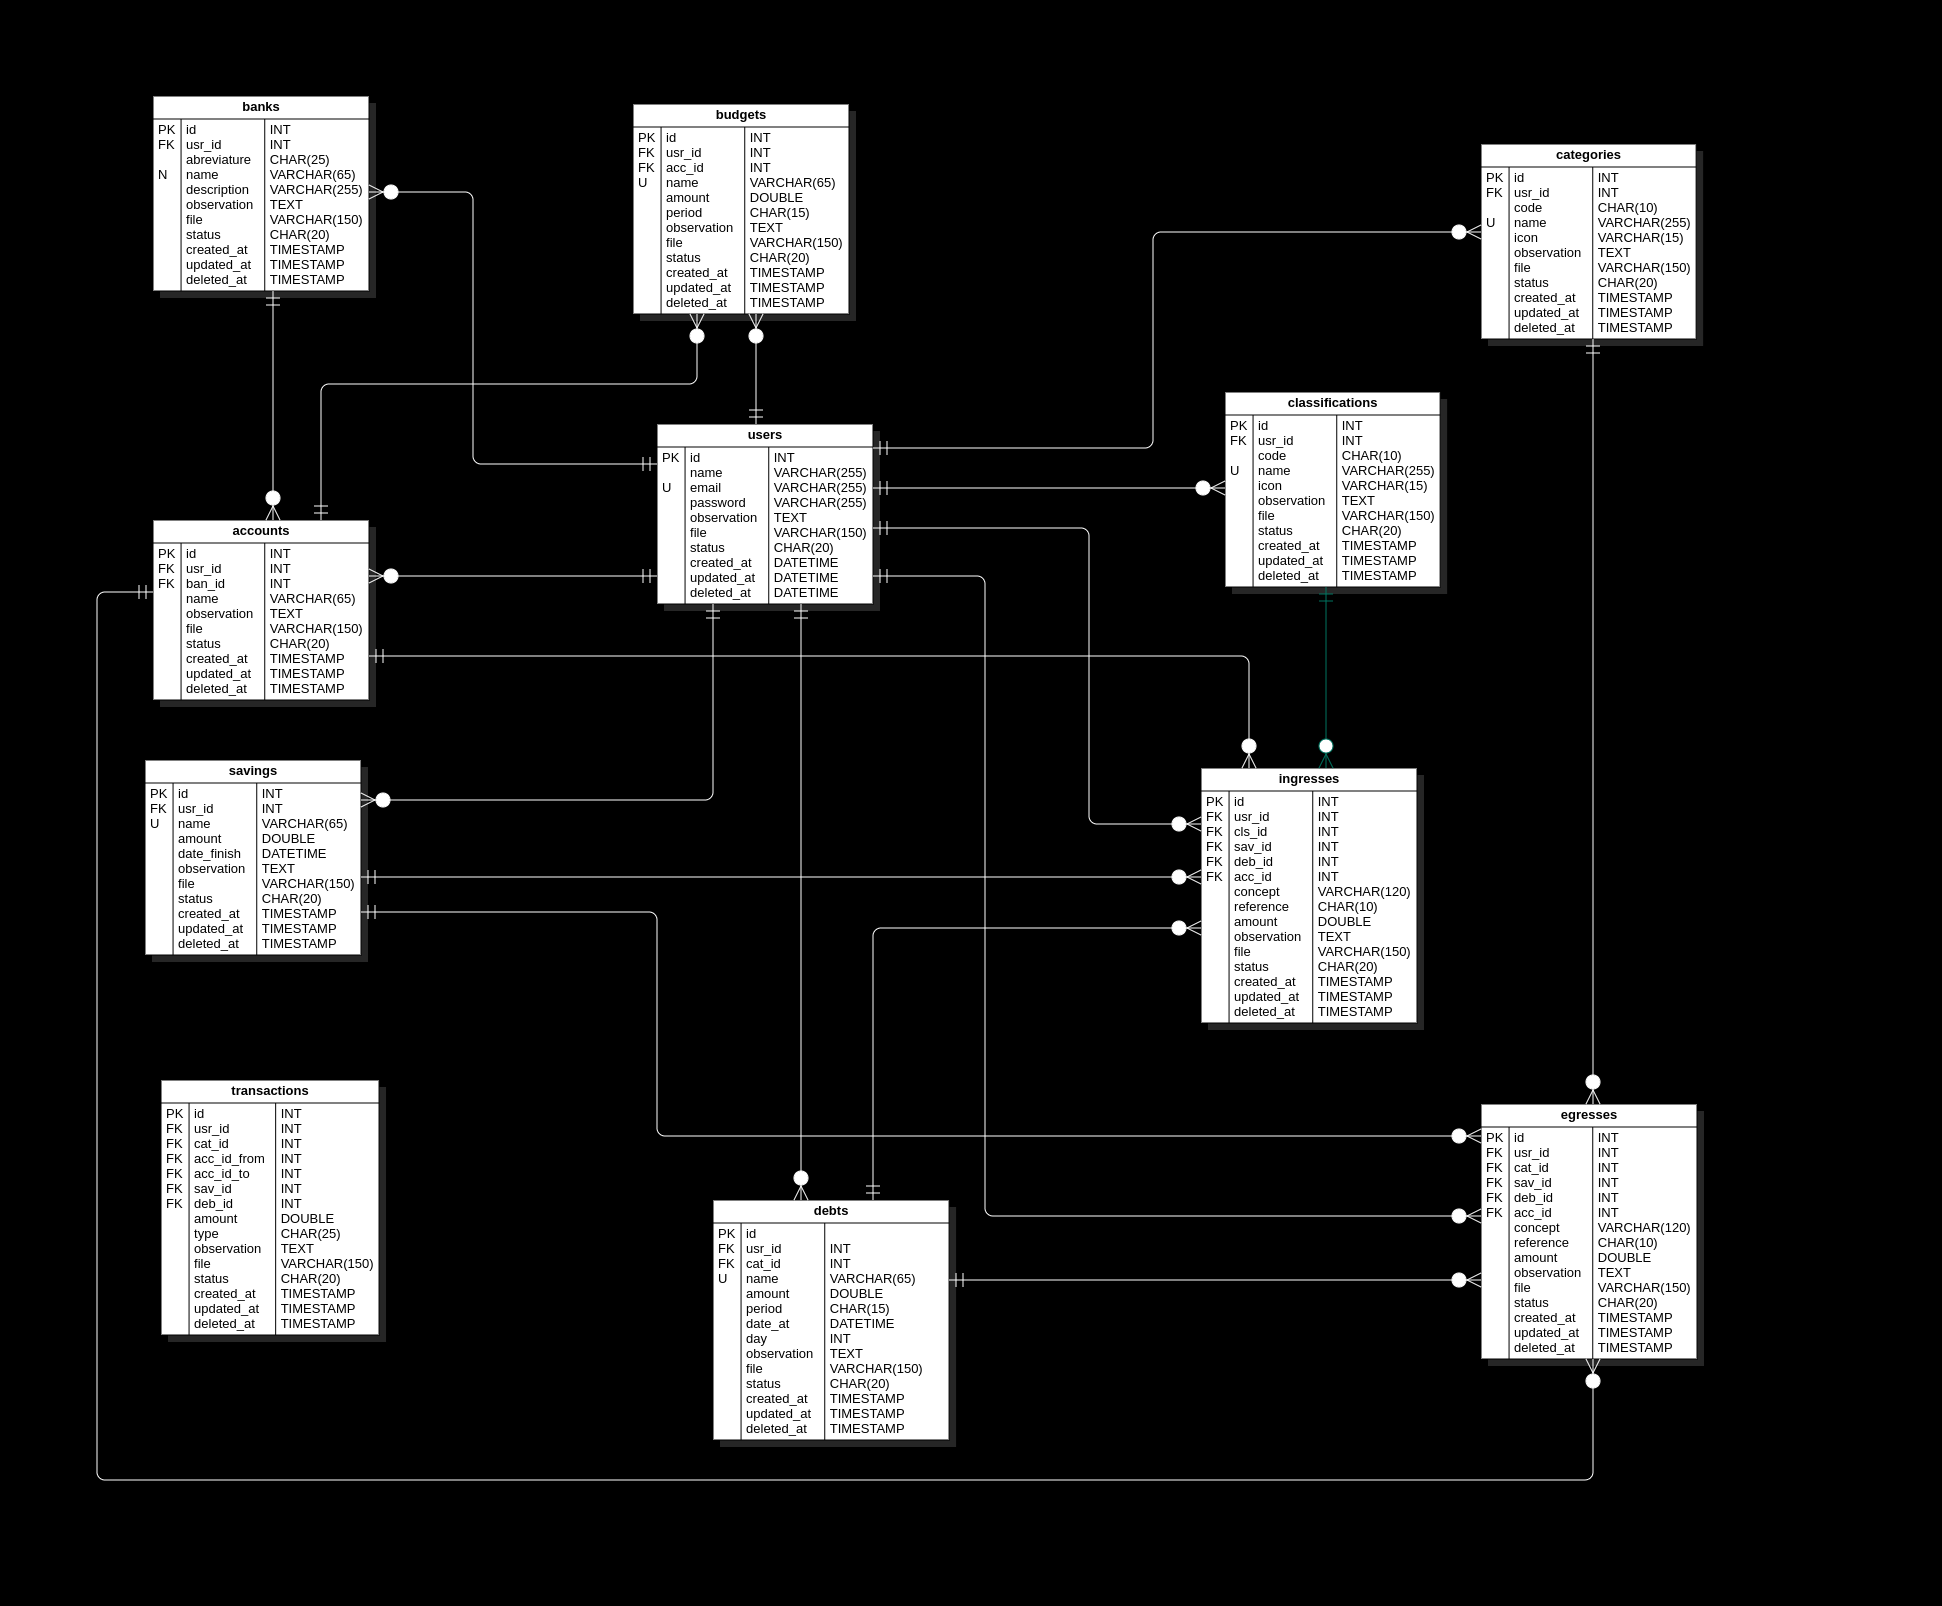 banks
PK id INT
FK usr_id INT
abreviature CHAR(25)
N name VARCHAR(65)
description VARCHAR(255)
observation TEXT
file VARCHAR(150)
status CHAR(20)
created_at TIMESTAMP
updated_at TIMESTAMP
deleted_at TIMESTAMP
budgets
PK id INT
FK usr_id INT
FK acc_id INT
U name VARCHAR(65)
amount DOUBLE
period CHAR(15)
observation TEXT
file VARCHAR(150)
status CHAR(20)
created_at TIMESTAMP
updated_at TIMESTAMP
deleted_at TIMESTAMP
categories
PK id INT
FK usr_id INT
code CHAR(10)
U name VARCHAR(255)
icon VARCHAR(15)
observation TEXT
file VARCHAR(150)
status CHAR(20)
created_at TIMESTAMP
updated_at TIMESTAMP
deleted_at TIMESTAMP
classifications
PK id INT
FK usr_id INT
code CHAR(10)
U name VARCHAR(255)
icon VARCHAR(15)
observation TEXT
file VARCHAR(150)
status CHAR(20)
created_at TIMESTAMP
updated_at TIMESTAMP
deleted_at TIMESTAMP
users
PK id INT
name VARCHAR(255)
U email VARCHAR(255)
password VARCHAR(255)
observation TEXT
file VARCHAR(150)
status CHAR(20)
created_at DATETIME
updated_at DATETIME
deleted_at DATETIME
accounts
PK id INT
FK usr_id INT
FK ban_id INT
name VARCHAR(65)
observation TEXT
file VARCHAR(150)
status CHAR(20)
created_at TIMESTAMP
updated_at TIMESTAMP
deleted_at TIMESTAMP
savings
PK id INT
FK usr_id INT
U name VARCHAR(65)
amount DOUBLE
date_finish DATETIME
observation TEXT
file VARCHAR(150)
status CHAR(20)
created_at TIMESTAMP
updated_at TIMESTAMP
deleted_at TIMESTAMP
ingresses
PK id INT
FK usr_id INT
FK cls_id INT
FK sav_id INT
FK deb_id INT
FK acc_id INT
concept VARCHAR(120)
reference CHAR(10)
amount DOUBLE
observation TEXT
file VARCHAR(150)
status CHAR(20)
created_at TIMESTAMP
updated_at TIMESTAMP
deleted_at TIMESTAMP
transactions
PK id INT
FK usr_id INT
FK cat_id INT
FK acc_id_from INT
FK acc_id_to INT
FK sav_id INT
FK deb_id INT
amount DOUBLE
type CHAR(25)
observation TEXT
file VARCHAR(150)
status CHAR(20)
created_at TIMESTAMP
updated_at TIMESTAMP
deleted_at TIMESTAMP
egresses
PK id INT
FK usr_id INT
FK cat_id INT
FK sav_id INT
FK deb_id INT
FK acc_id INT
concept VARCHAR(120)
reference CHAR(10)
amount DOUBLE
observation TEXT
file VARCHAR(150)
status CHAR(20)
created_at TIMESTAMP
updated_at TIMESTAMP
deleted_at TIMESTAMP
debts
PK id
FK usr_id INT
FK cat_id INT
U name VARCHAR(65)
amount DOUBLE
period CHAR(15)
date_at DATETIME
day INT
observation TEXT
file VARCHAR(150)
status CHAR(20)
created_at TIMESTAMP
updated_at TIMESTAMP
deleted_at TIMESTAMP